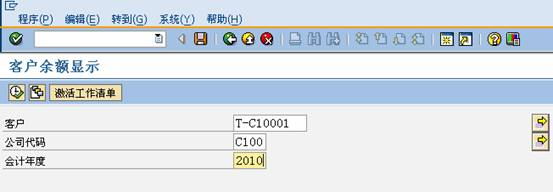 程序(P) 编辑(E) 转到(G) 系统(Y) 帮助(H)
客户余额显示
激活工作清单
客户 T-C10001
公司代码 C100
会计年度 2010